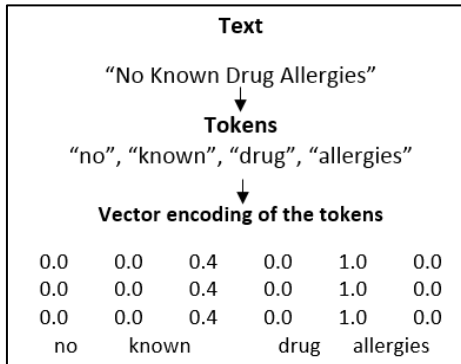 Text
“No Known Drug Allergies”
Tokens
“no”, “known”, “drug”, “allergies”
Vector encoding of the tokens
0.0 0.0 0.4 0.0 1.0 0.0
0.0 0.0 0.4 0.0 1.0 0.0
0.0 0.0 0.4 0.0 1.0 0.0
no known drug allergies